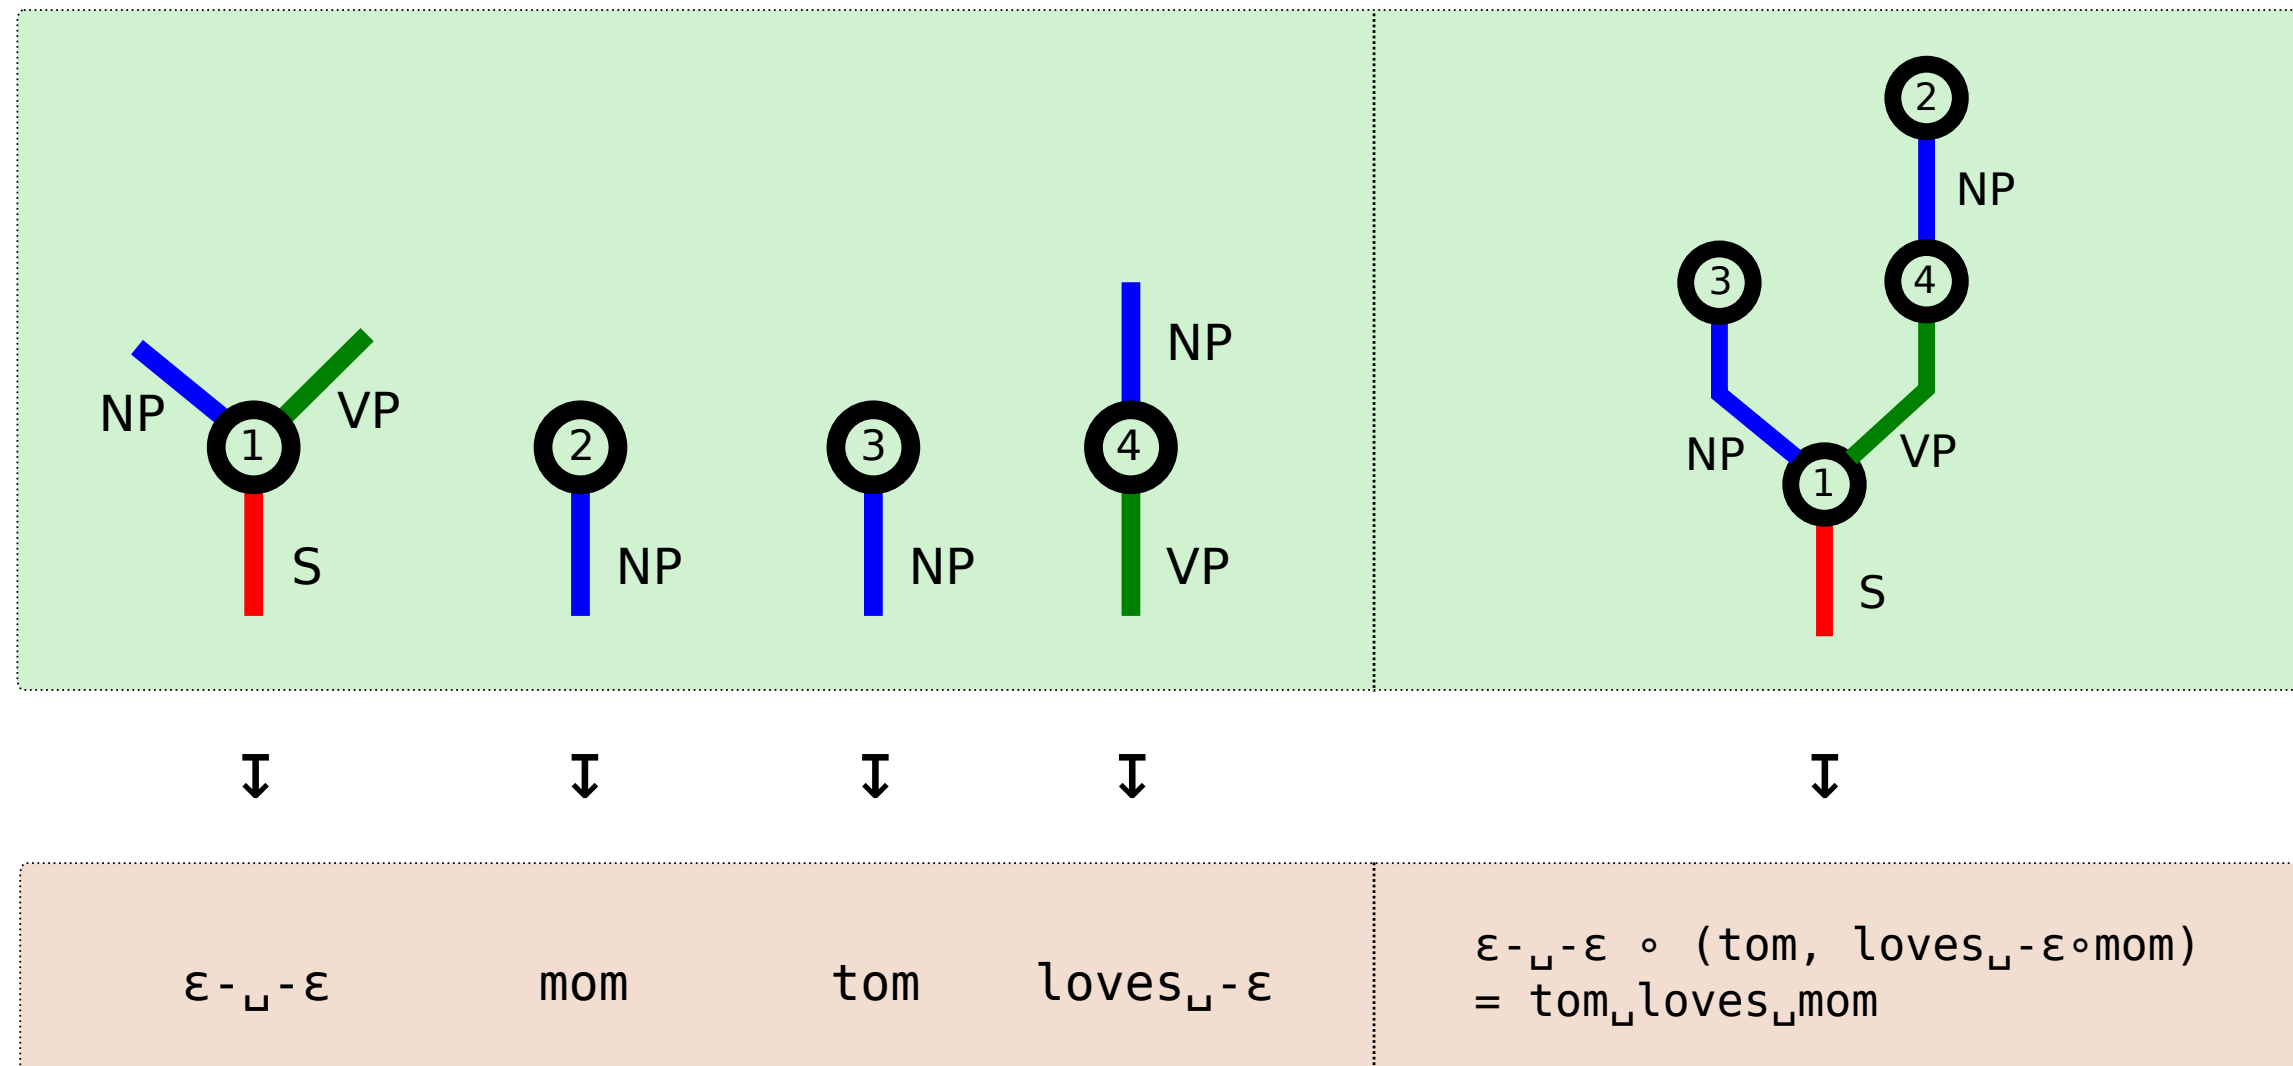 2
NP
3
4
NP
NP
VP
1
2
3
4
NP
VP
1
S
NP
NP
VP
S
↧ ↧ ↧ ↧ ↧
ε-␣-ε
mom
tom
loves␣-ε
ε-␣-ε ∘ (tom, loves␣-ε∘mom)
= tom␣loves␣mom